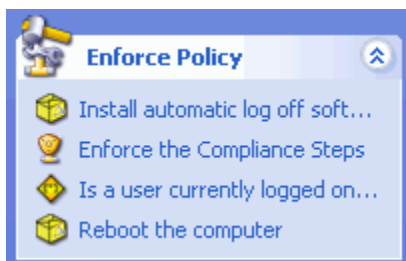 Enforce Policy
Install automatic log off soft...
Enforce the Compliance Steps
Is a user currently logged on...
Reboot the computer